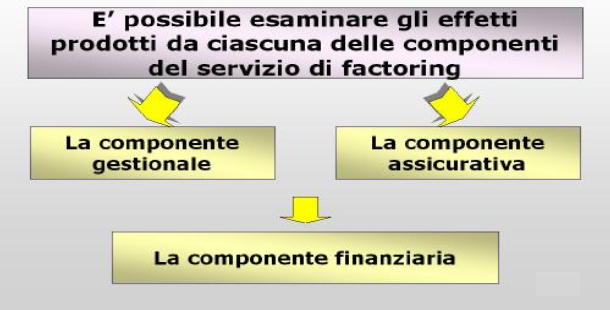 E’ possibile esaminare gli effetti
prodotti da ciascuna delle componenti
del servizio di factoring
La componente
gestionale
La componente
assicurativa
La componente finanziaria